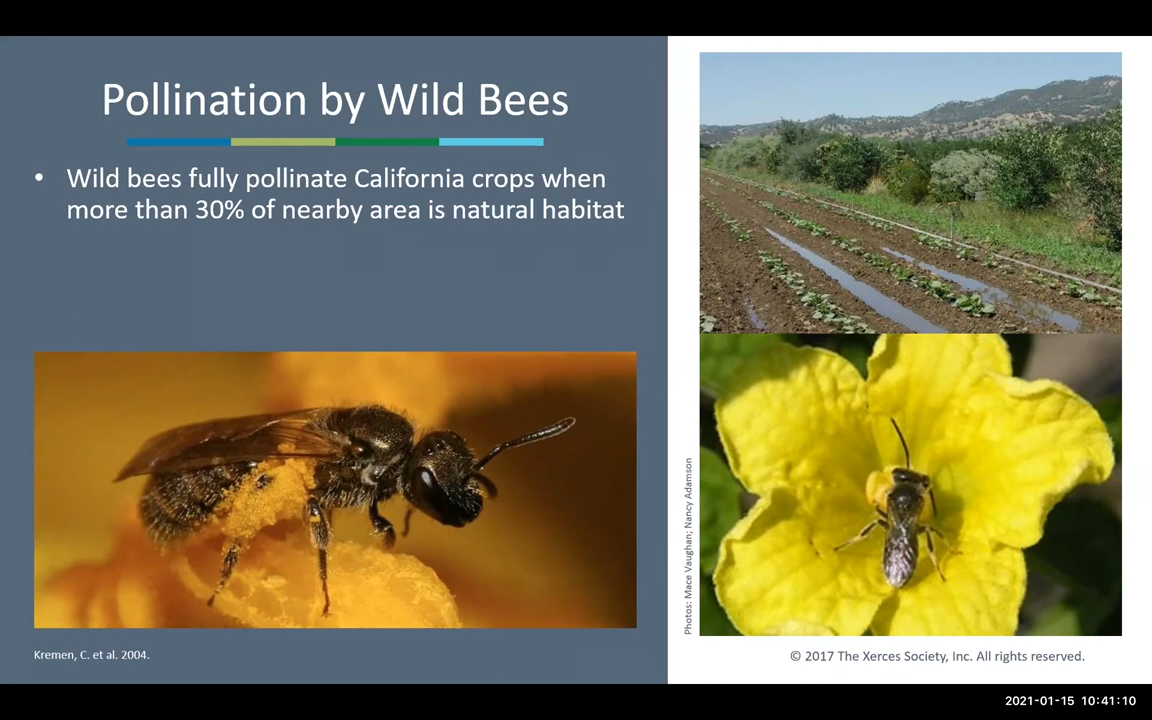 Pollination by Wild Bees
• Wild bees fully pollinate California crops when
more than 30% of nearby area is natural habitat
Kremen, C. et al. 2004.
Photos: Mace Vaughan; Nancy Adamson
© 2017 The Xerces Society, Inc. All rights reserved.
2021-01-15 10:41:10